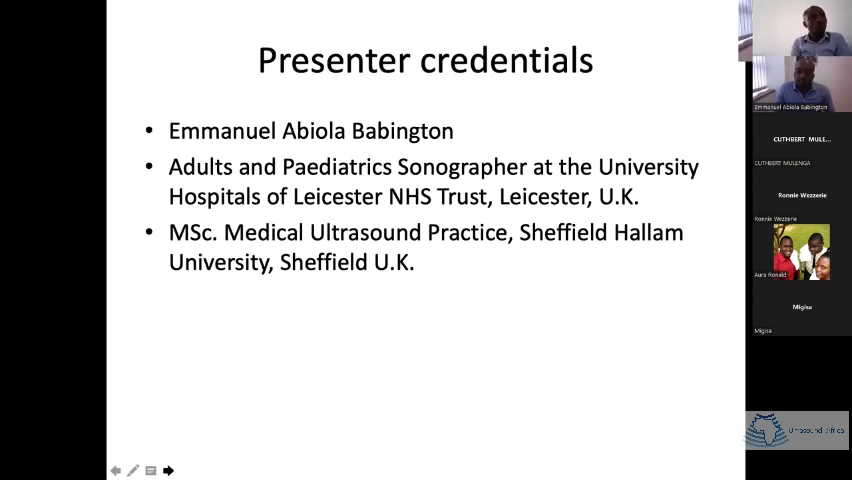 Presenter credentials
• Emmanuel Abiola Babington
• Adults and Paediatrics Sonographer at the University
Hospitals of Leicester NHS Trust, Leicester, U.K.
• MSc. Medical Ultrasound Practice, Sheffield Hallam
University, Sheffield U.K.
Emmanuel Abiola Babington
CUTHBERT MULE...
CUTHBERT MULENGA
Ronnie Wezzerie
Ronnie Wezzerie
Aura Ronald
Migisa
Migisa
Ultrasound Africa